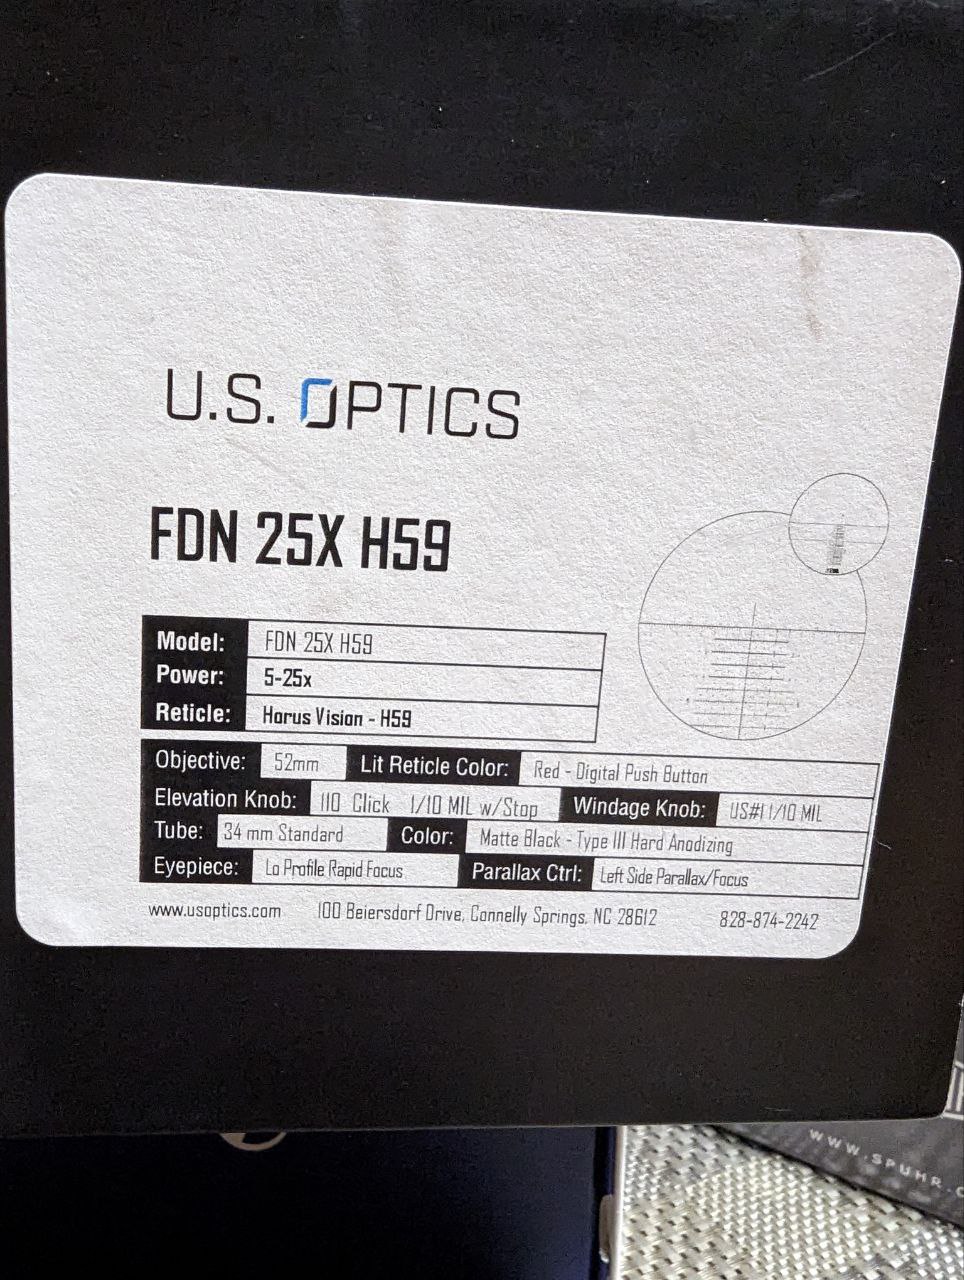 U.S. OPTICS
FDN 25X H59
Model: FDN 25X H59
Power: 5-25x
Reticle: Horus Vision - H59
Objective: 52mm Lit Reticle Color: Red - Digital Push Button
Elevation Knob: 110 Click 1/10 MIL w/Stop Windage Knob: US#1 1/10 MIL
Tube: 34 mm Standard Color: Matte Black - Type III Hard Anodizing
Eyepiece: Lo Profile Rapid Focus Parallax Ctrl: Left Side Parallax/Focus
www.usoptics.com 100 Beiersdorf Drive, Connelly Springs, NC 28612 828-874-2242
WWW.SPUHR.